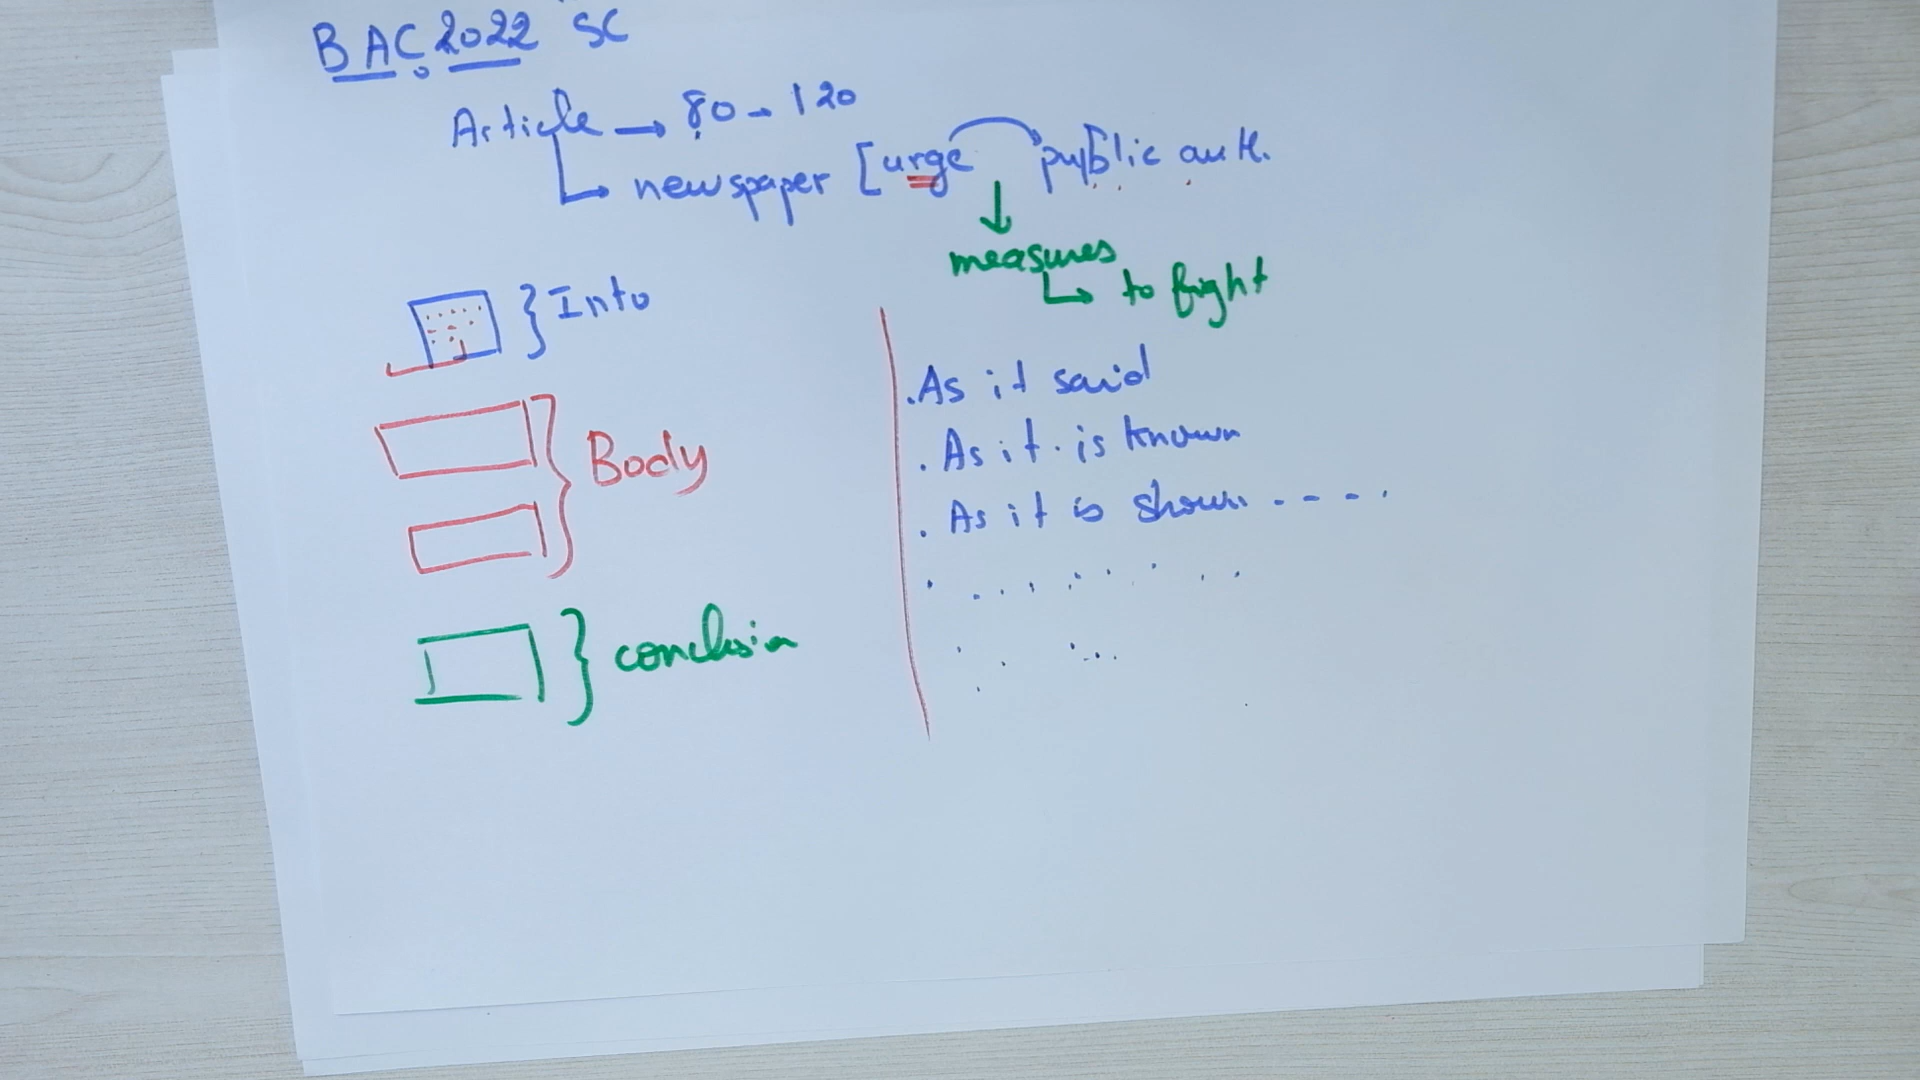 BAC 2022 SC
Article → 80 - 120
newspaper [urge public auth.
measures
to fight
Into
Body
conclusion
. As it said
. As it is known
. As it is shown - - - -